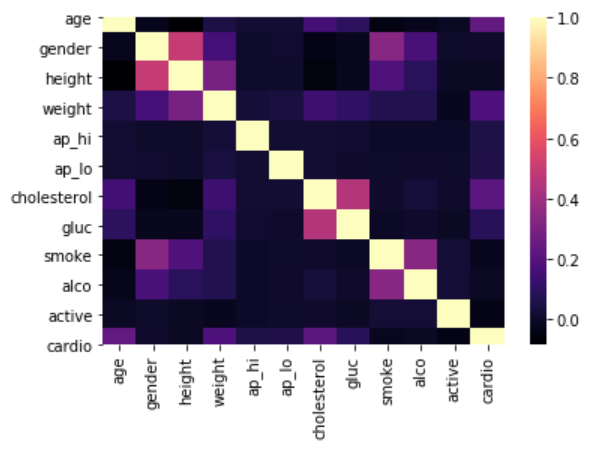 age
gender
height
weight
ap_hi
ap_lo
cholesterol
gluc
smoke
alco
active
cardio
age
gender
height
weight
ap_hi
ap_lo
cholesterol
gluc
smoke
alco
active
cardio
1.0
0.8
0.6
0.4
0.2
0.0